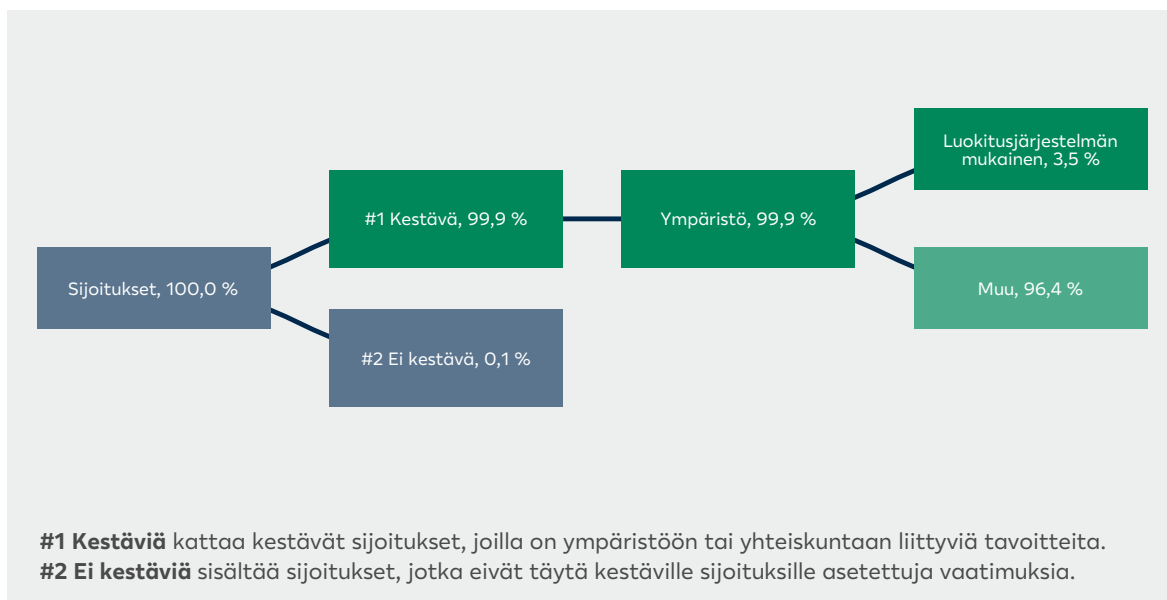 Luokitusjärjestelmän
mukainen, 3,5 %
#1 Kestävä, 99,9 %
Ympäristö, 99,9 %
Sijoitukset, 100,0 %
Muu, 96,4 %
#2 Ei kestävä, 0,1 %
#1 Kestäviä kattaa kestävät sijoitukset, joilla on ympäristöön tai yhteiskuntaan liittyviä tavoitteita.
#2 Ei kestäviä sisältää sijoitukset, jotka eivät täytä kestäville sijoituksille asetettuja vaatimuksia.